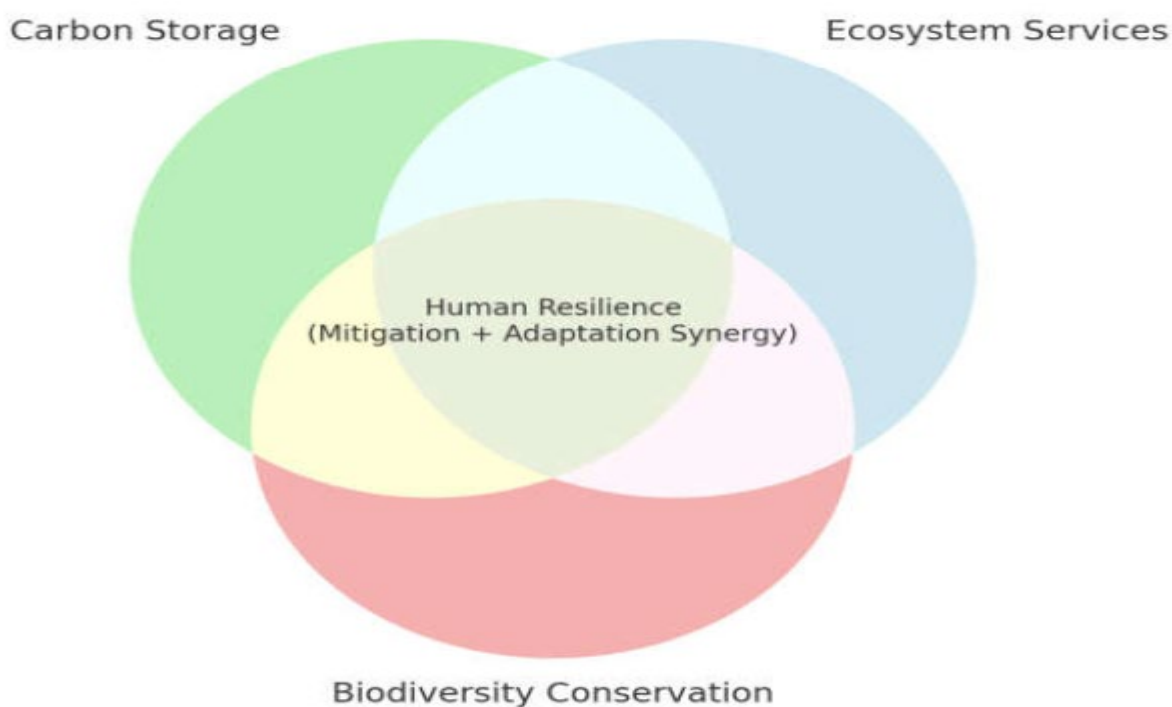 Carbon Storage
Ecosystem Services
Human Resilience
(Mitigation + Adaptation Synergy)
Biodiversity Conservation